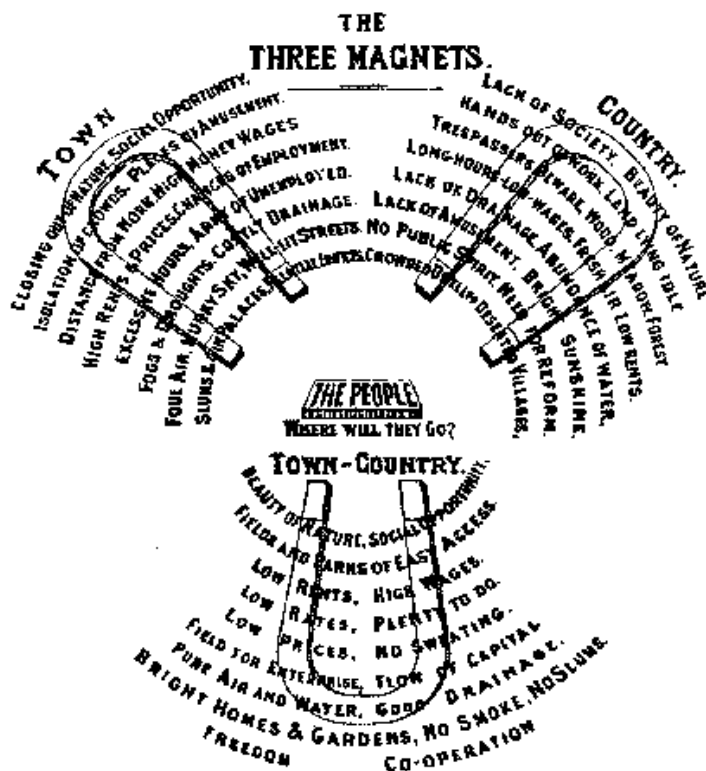 THE
THREE MAGNETS.
TOWN
CLOSING OUT OF NATURE. SOCIAL OPPORTUNITY.
ISOLATION OF CROWDS. PLACES OF AMUSEMENT.
DISTANCE FROM WORK. HIGH MONEY WAGES
HIGH RENTS & PRICES. CHANCES OF EMPLOYMENT.
EXCESSIVE HOURS. ARMY OF UNEMPLOYED.
FOGS & DROUGHTS. COSTLY DRAINAGE.
FOUL AIR. MURKY SKY. WELL-LIT STREETS.
SLUMS & GIN PALACES.
COUNTRY.
LACK OF SOCIETY. BEAUTY OF NATURE
HANDS OUT OF WORK. LAND LYING IDLE
TRESPASSERS BEWARE. WOOD, MEADOW, FOREST
LONG-HOURS-LOW-WAGES. FRESH AIR. LOW RENTS.
LACK OF DRAINAGE. ABUNDANCE OF WATER,
LACK OF AMUSEMENT. BRIGHT SUNSHINE.
NO PUBLIC SPIRIT. NEED FOR REFORM.
CROWDED DESERTED VILLAGES,
THE PEOPLE
WHERE WILL THEY GO?
TOWN-COUNTRY.
BEAUTY OF NATURE, SOCIAL OPPORTUNITY.
FIELDS AND PARKS OF EASY ACCESS.
LOW RENTS, HIGH WAGES.
LOW RATES, PLENTY TO DO.
LOW PRICES, NO SWEATING.
FIELD FOR ENTERPRISE, FLOW OF CAPITAL
PURE AIR AND WATER, GOOD DRAINAGE,
BRIGHT HOMES & GARDENS, NO SMOKE, NO SLUMS.
FREEDOM CO-OPERATION